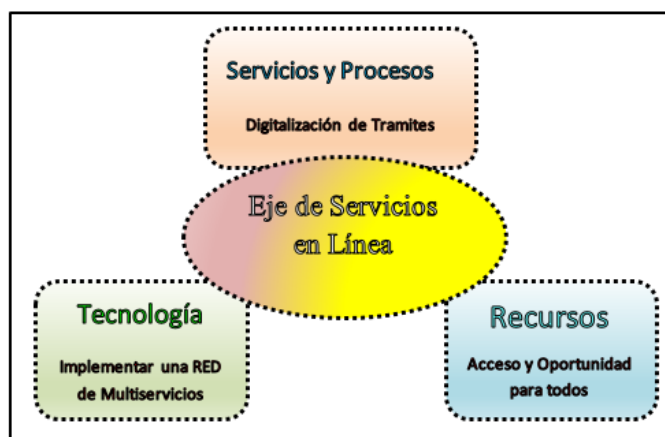 Servicios y Procesos
Digitalización de Tramites
Eje de Servicios
en Línea
Tecnología
Implementar una RED
de Multiservicios
Recursos
Acceso y Oportunidad
para todos